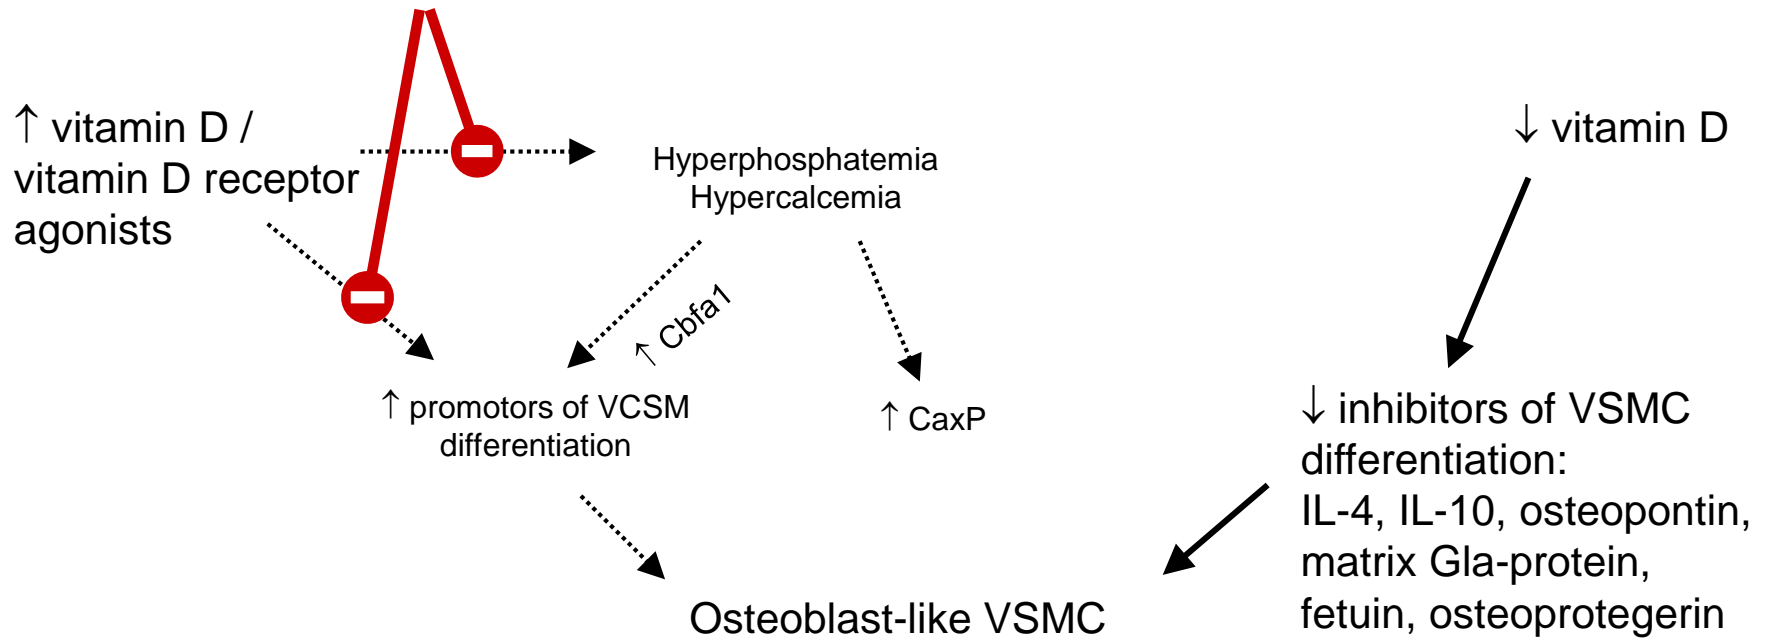 ↑ vitamin D /
vitamin D receptor
agonists
Hyperphosphatemia
Hypercalcemia
↓ vitamin D
↑ Cbfa1
↑ promotors of VCSM
differentiation
↑ CaxP
↓ inhibitors of VSMC
differentiation:
IL-4, IL-10, osteopontin,
matrix Gla-protein,
fetuin, osteoprotegerin
Osteoblast-like VSMC